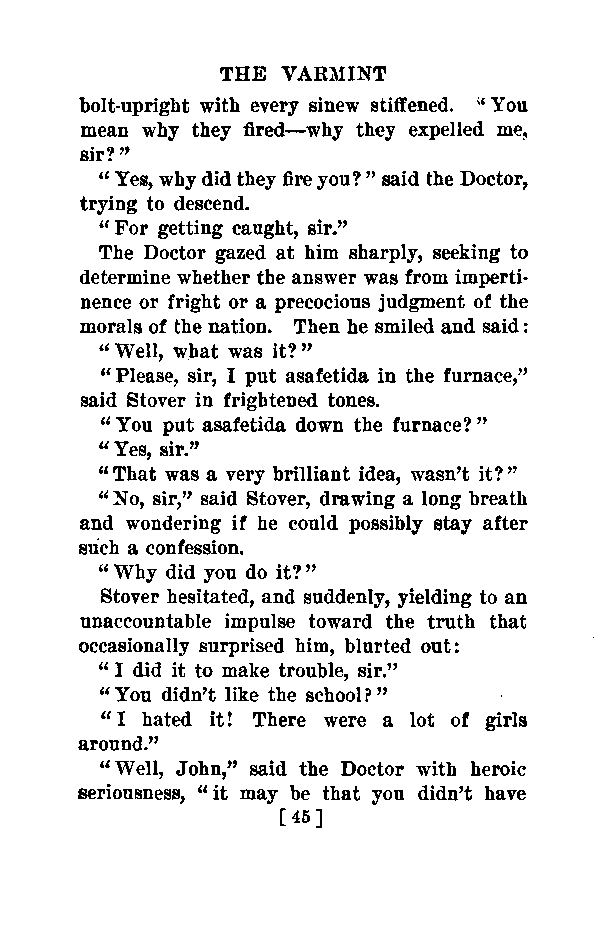 THE VARMINT
bolt-upright with every sinew stiffened. “You
mean why they fired—why they expelled me,
sir?”
“Yes, why did they fire you?” said the Doctor,
trying to descend.
“For getting caught, sir.”
The Doctor gazed at him sharply, seeking to
determine whether the answer was from imperti-
nence or fright or a precocious judgment of the
morals of the nation. Then he smiled and said:
“Well, what was it?”
“Please, sir, I put asafetida in the furnace,”
said Stover in frightened tones.
“You put asafetida down the furnace?”
“Yes, sir.”
“That was a very brilliant idea, wasn’t it?”
“No, sir,” said Stover, drawing a long breath
and wondering if he could possibly stay after
such a confession.
“Why did you do it?”
Stover hesitated, and suddenly, yielding to an
unaccountable impulse toward the truth that
occasionally surprised him, blurted out:
“I did it to make trouble, sir.”
“You didn’t like the school?”
“I hated it! There were a lot of girls
around.”
“Well, John,” said the Doctor with heroic
seriousness, “it may be that you didn’t have
[45]